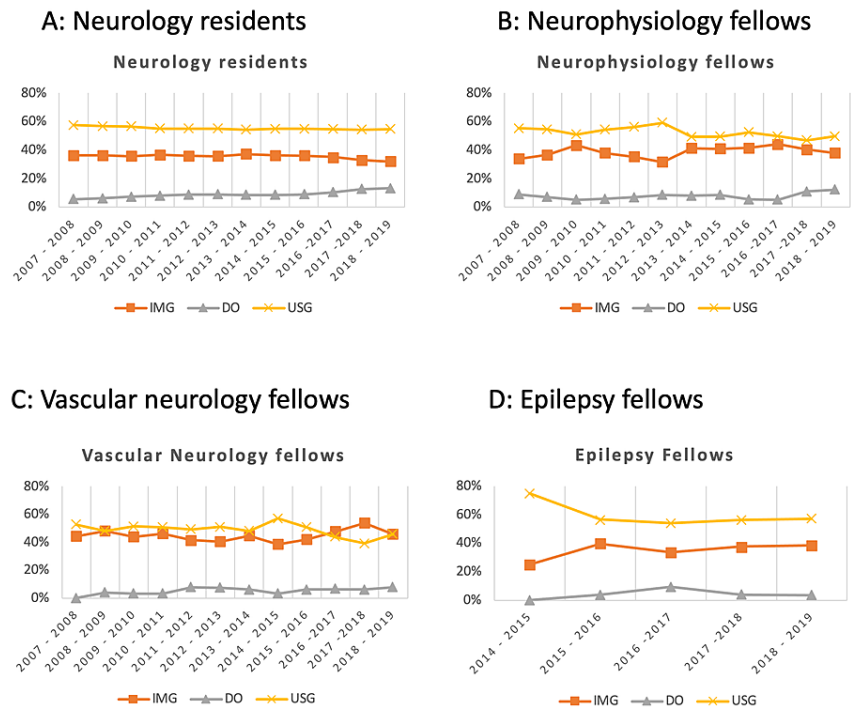 A: Neurology residents
Neurology residents
80%
60%
40%
20%
0%
2007 - 2008
2008 - 2009
2009 - 2010
2010 - 2011
2011 - 2012
2012 - 2013
2013 - 2014
2014 - 2015
2015 - 2016
2016 -2017
2017 -2018
2018 - 2019
IMG DO USG
B: Neurophysiology fellows
Neurophysiology fellows
80%
60%
40%
20%
0%
2007 - 2008
2008 - 2009
2009 - 2010
2010 - 2011
2011 - 2012
2012 - 2013
2013 - 2014
2014 - 2015
2015 - 2016
2016 -2017
2017 -2018
2018 - 2019
IMG DO USG
C: Vascular neurology fellows
Vascular Neurology fellows
80%
60%
40%
20%
0%
2007 - 2008
2008 - 2009
2009 - 2010
2010 - 2011
2011 - 2012
2012 - 2013
2013 - 2014
2014 - 2015
2015 - 2016
2016 -2017
2017 -2018
2018 - 2019
IMG DO USG
D: Epilepsy fellows
Epilepsy Fellows
80%
60%
40%
20%
0%
2014 - 2015
2015 - 2016
2016 -2017
2017 -2018
2018 - 2019
IMG DO USG